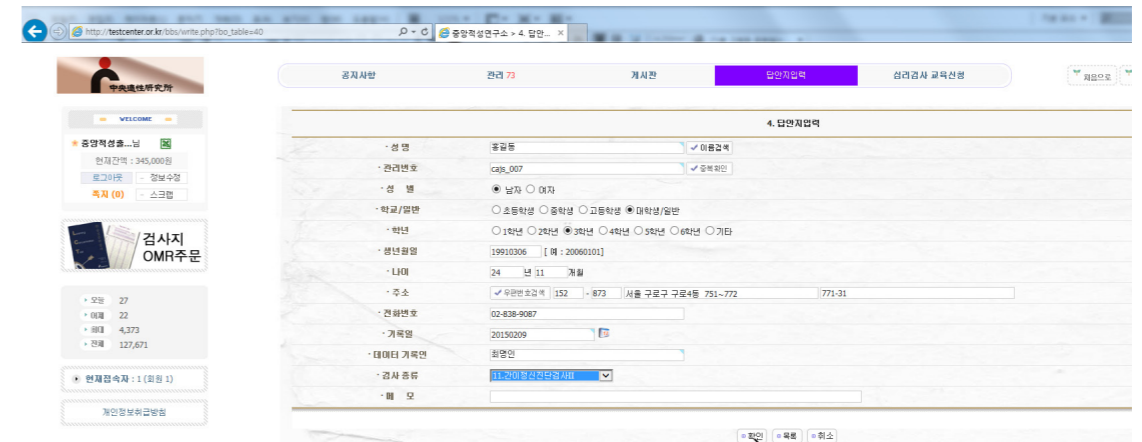 http://testcenter.or.kr/bbs/write.php?bo_table=40
중앙적성연구소 > 4. 답안...
中央適性研究所
공지사항 관리 73 게시판 답안지입력 심리검사 교육신청 처음으로
WELCOME
중앙적성출...님
현재잔액 : 345,000원
로그아웃 정보수정
쪽지 (0) 스크랩
검사지
OMR주문
오늘 27
어제 22
최대 4,373
전체 127,671
현재접속자 : 1 (회원 1)
개인정보취급방침
4. 답안지입력
· 성 명 홍길동 이름검색
· 관리번호 cajs_007 중복확인
· 성 별 남자 여자
· 학교/일반 초등학생 중학생 고등학생 대학생/일반
· 학년 1학년 2학년 3학년 4학년 5학년 6학년 기타
· 생년월일 19910306 [ 예 : 20060101]
· 나이 24 년 11 개월
· 주소 우편번호검색 152 - 873 서울 구로구 구로4동 751~772 771-31
· 전화번호 02-838-9087
· 기록일 20150209
· 데이터 기록인 최명인
· 검사 종류 11.간이정신진단검사II
· 메 모
확인 목록 취소